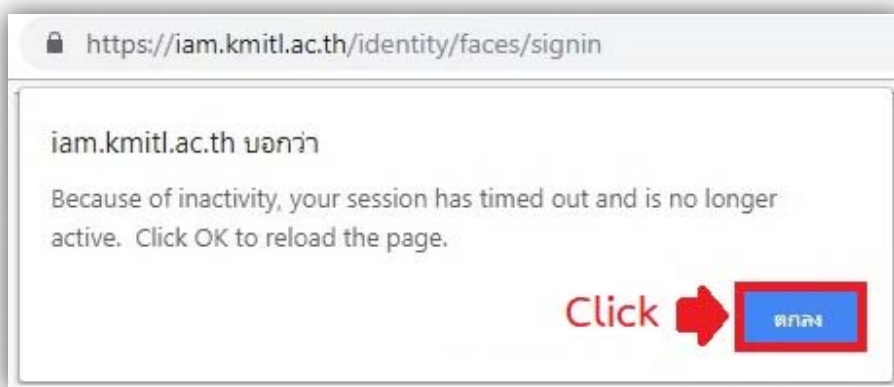 https://iam.kmitl.ac.th/identity/faces/signin
iam.kmitl.ac.th บอกว่า
Because of inactivity, your session has timed out and is no longer
active. Click OK to reload the page.
Click
ตกลง